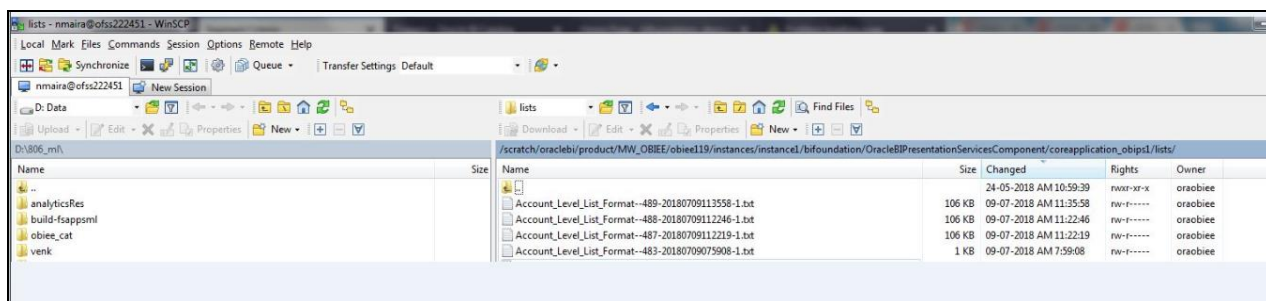 lists - nmaira@ofss222451 - WinSCP
Local Mark Files Commands Session Options Remote Help
Synchronize Queue Transfer Settings Default
nmaira@ofss222451 New Session
D: Data lists Find Files
Upload Edit Properties New Download Edit Properties New
D:\806_ml\ /scratch/oraclebi/product/MW_OBIEE/obiee119/instances/instance1/bifoundation/OracleBIPresentationServicesComponent/coreapplication_obips1/lists/
Name Size Name Size Changed Rights Owner
.. .. 24-05-2018 AM 10:59:39 rwxr-xr-x oraobiee
analyticsRes Account_Level_List_Format--489-20180709113558-1.txt 106 KB 09-07-2018 AM 11:35:58 rw-r----- oraobiee
build-fsappsml Account_Level_List_Format--488-20180709112246-1.txt 106 KB 09-07-2018 AM 11:22:46 rw-r----- oraobiee
obiee_cat Account_Level_List_Format--487-20180709112219-1.txt 106 KB 09-07-2018 AM 11:22:19 rw-r----- oraobiee
venk Account_Level_List_Format--483-20180709075908-1.txt 1 KB 09-07-2018 AM 7:59:08 rw-r----- oraobiee